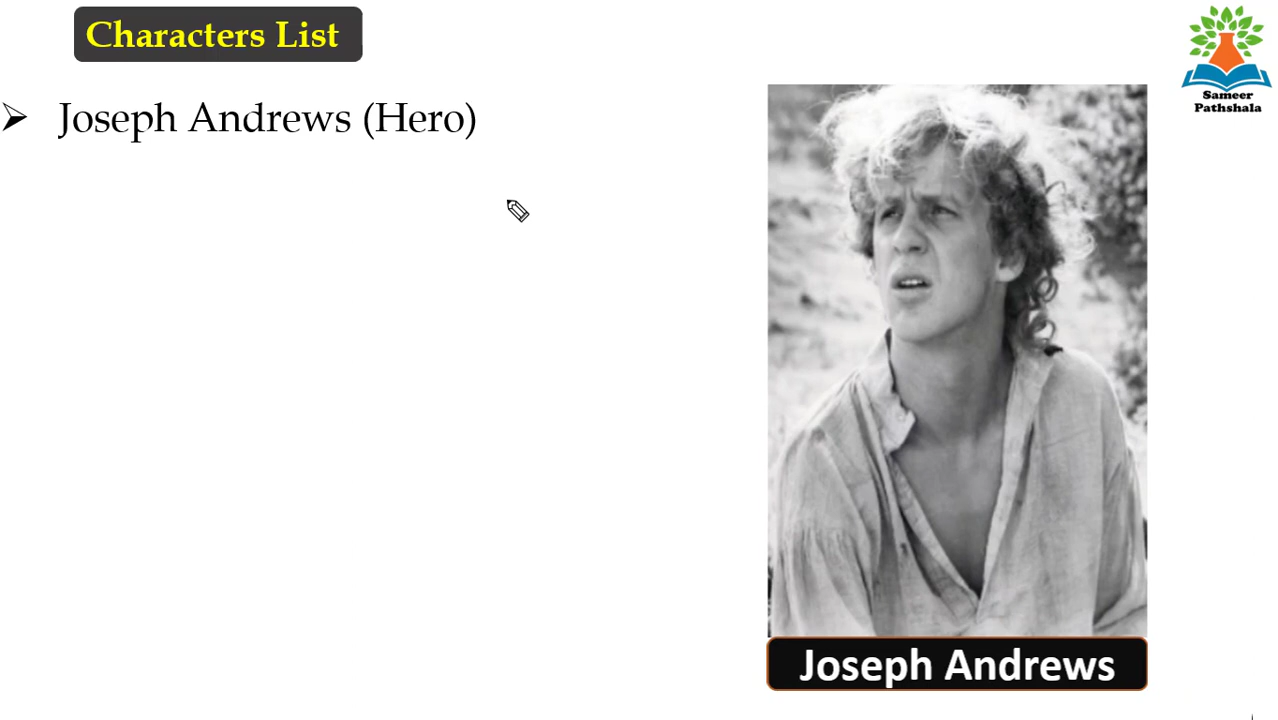 Characters List
Sameer
Pathshala
➢ Joseph Andrews (Hero)
Joseph Andrews